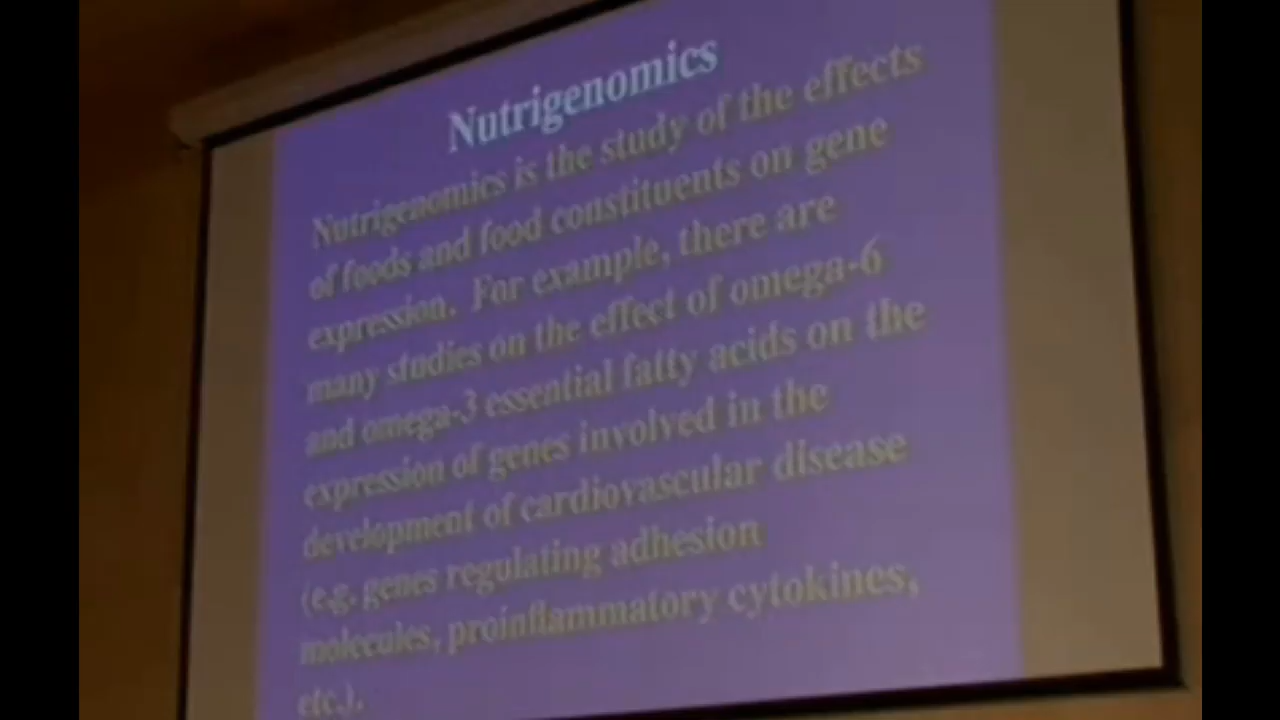 Nutrigenomics
Nutrigenomics is the study of the effects
of foods and food constituents on gene
expression. For example, there are
many studies on the effect of omega-6
and omega-3 essential fatty acids on the
expression of genes involved in the
development of cardiovascular disease
(e.g. genes regulating adhesion
molecules, proinflammatory cytokines,
etc.).